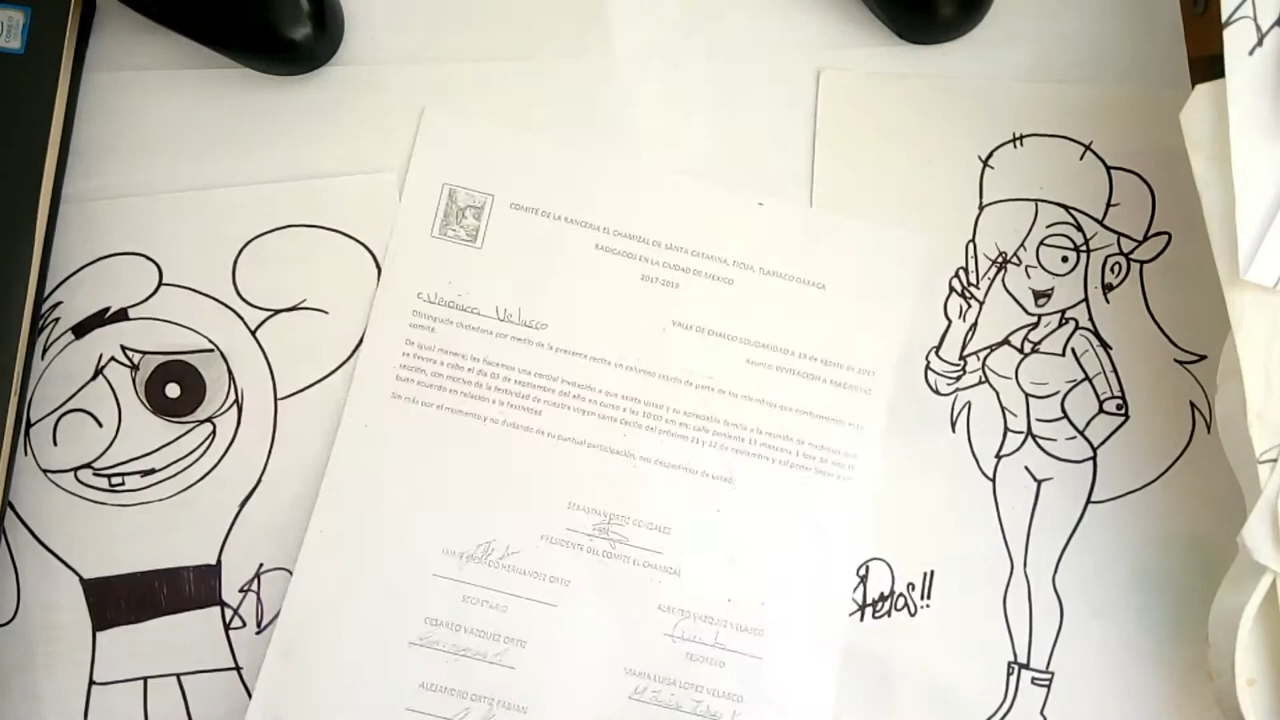 COMITÉ DE LA RANCERIA EL CHAMIZAL DE SANTA CATARINA, TICUA, TLAXIACO OAXACA
RADICADOS EN LA CIUDAD DE MEXICO
2017-2018
VALLE DE CHALCO SOLIDARIDAD A 19 de agosto de 2017
Asunto: INVITACIÓN A MADRINAS
C. Verónica Velasco
Distinguida ciudadana por medio de la presente reciba un caluroso saludo de parte de los miembros que conformamos este
comité.
De igual manera; les hacemos una cordial invitación a que asista usted y su apreciable familia a la reunión de madrinas que
se llevara a cabo el día 03 de septiembre del año en curso a las 10:00 am en: calle poniente 13 manzana 1 lote
sección, con motivo de la festividad de nuestra virgen santa Cecilia del próximo 21 y 22 de noviembre y así poder llegar a un
buen acuerdo en relación a la festividad
Sin más por el momento y no dudando de su puntual participación, nos despedimos de usted;
SEBASTIAN ORTIZ GONZALEZ
PRESIDENTE DEL COMITÉ EL CHAMIZAL
HERNANDEZ ORTIZ
SECRETARIO
ALBERTO VAZQUEZ VELASCO
TESORERO
CESAREO VAZQUEZ ORTIZ
MARIA LUISA LOPEZ VELASCO
ALEJANDRO ORTIZ FABIAN